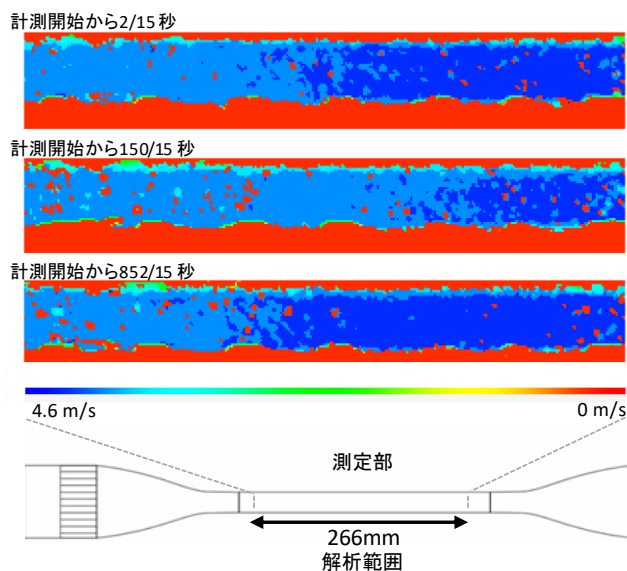 計測開始から2/15 秒
計測開始から150/15 秒
計測開始から852/15 秒
4.6 m/s
0 m/s
測定部
266mm
解析範囲